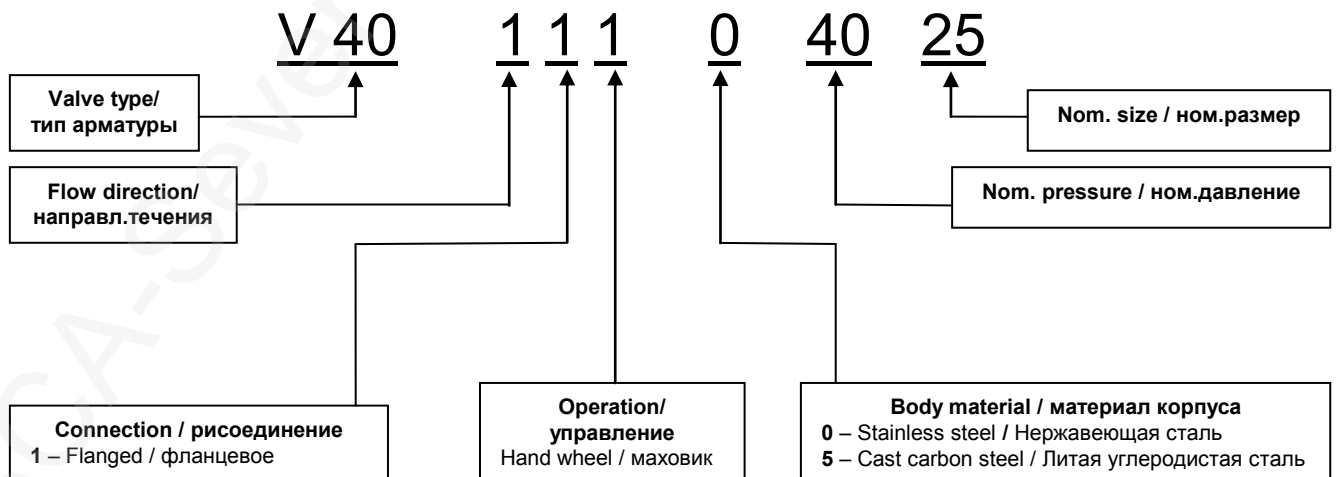 V 40 1 1 1 0 40 25
Valve type/
тип арматуры
Nom. size / ном.размер
Flow direction/
направл.течения
Nom. pressure / ном.давление
Connection / рисоединение
1 – Flanged / фланцевое
Operation/
управление
Hand wheel / маховик
Body material / материал корпуса
0 – Stainless steel / Нержавеющая сталь
5 – Cast carbon steel / Литая углеродистая сталь
CA-Sever